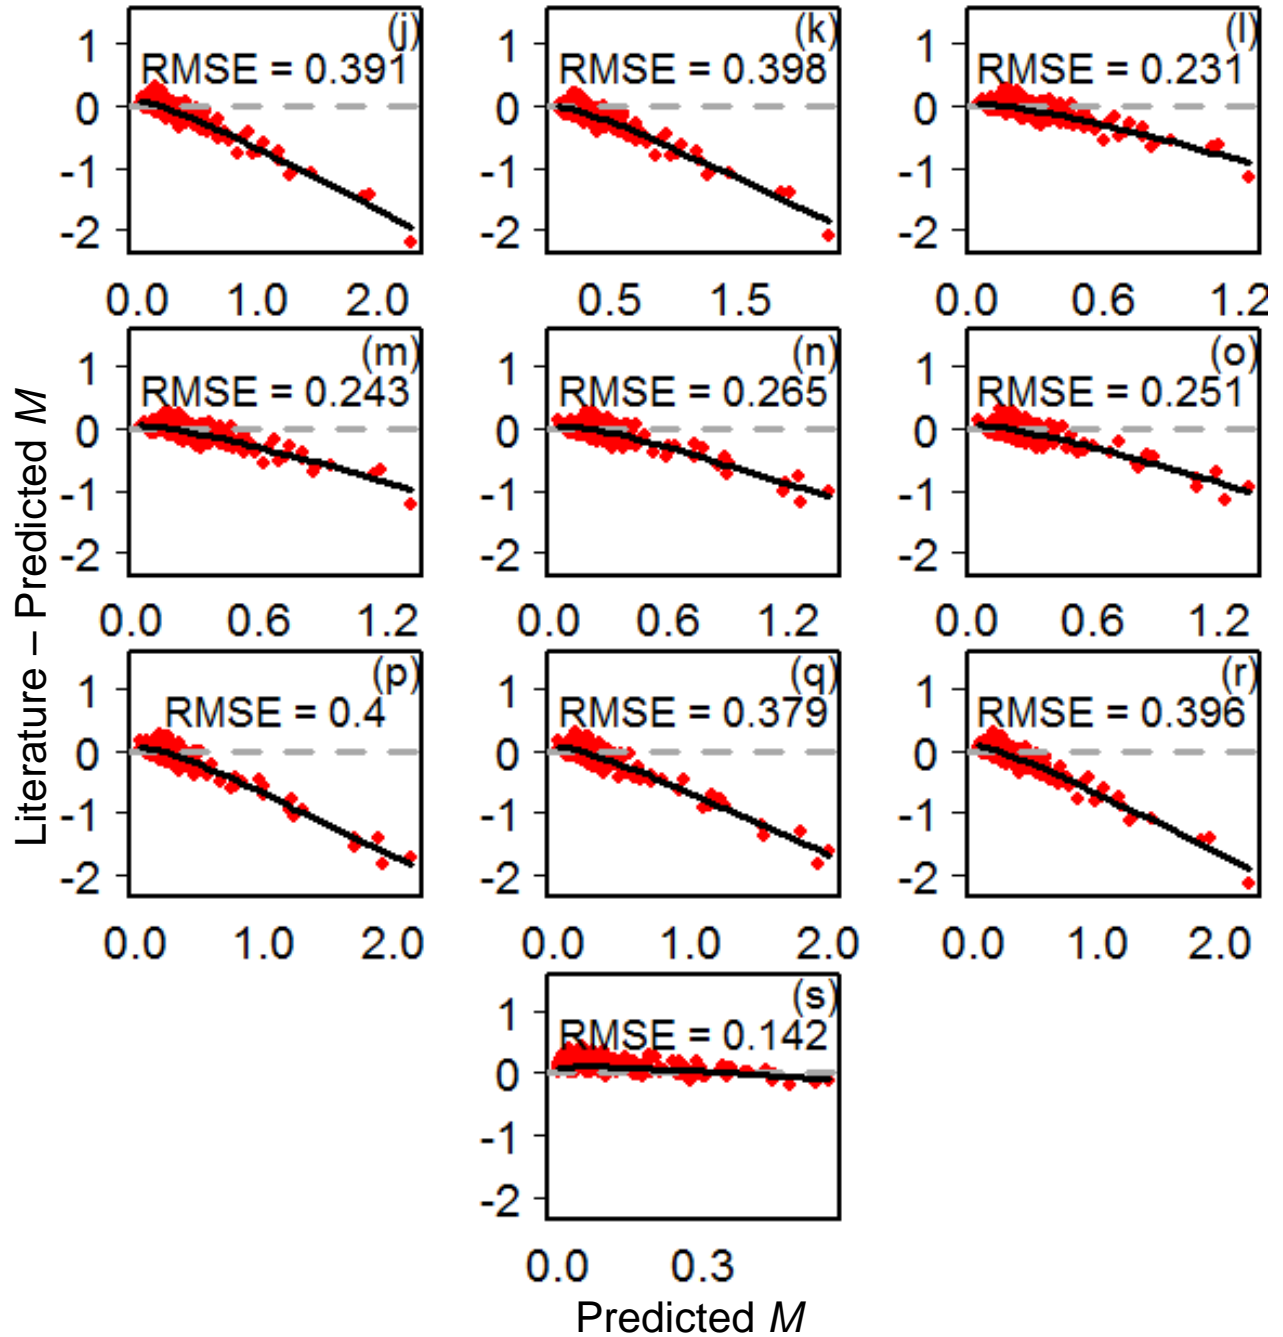 Literature – Predicted M
(j)
RMSE = 0.391
1
0
-1
-2
0.0 1.0 2.0
(k)
RMSE = 0.398
1
0
-1
-2
0.5 1.5
(l)
RMSE = 0.231
1
0
-1
-2
0.0 0.6 1.2
(m)
RMSE = 0.243
1
0
-1
-2
0.0 0.6 1.2
(n)
RMSE = 0.265
1
0
-1
-2
0.0 0.6 1.2
(o)
RMSE = 0.251
1
0
-1
-2
0.0 0.6 1.2
(p)
RMSE = 0.4
1
0
-1
-2
0.0 1.0 2.0
(q)
RMSE = 0.379
1
0
-1
-2
0.0 1.0 2.0
(r)
RMSE = 0.396
1
0
-1
-2
0.0 1.0 2.0
(s)
RMSE = 0.142
1
0
-1
-2
0.0 0.3
Predicted M